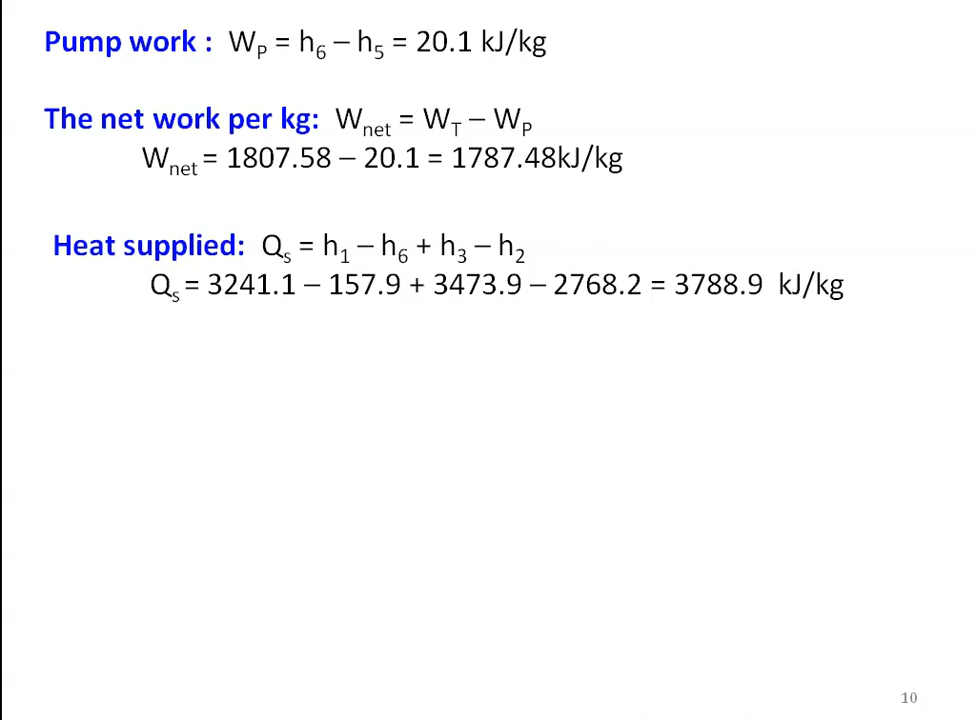 Pump work : W_P = h_6 – h_5 = 20.1 kJ/kg
The net work per kg: W_net = W_T – W_P
W_net = 1807.58 – 20.1 = 1787.48kJ/kg
Heat supplied: Q_s = h_1 – h_6 + h_3 – h_2
Q_s = 3241.1 – 157.9 + 3473.9 – 2768.2 = 3788.9 kJ/kg
10